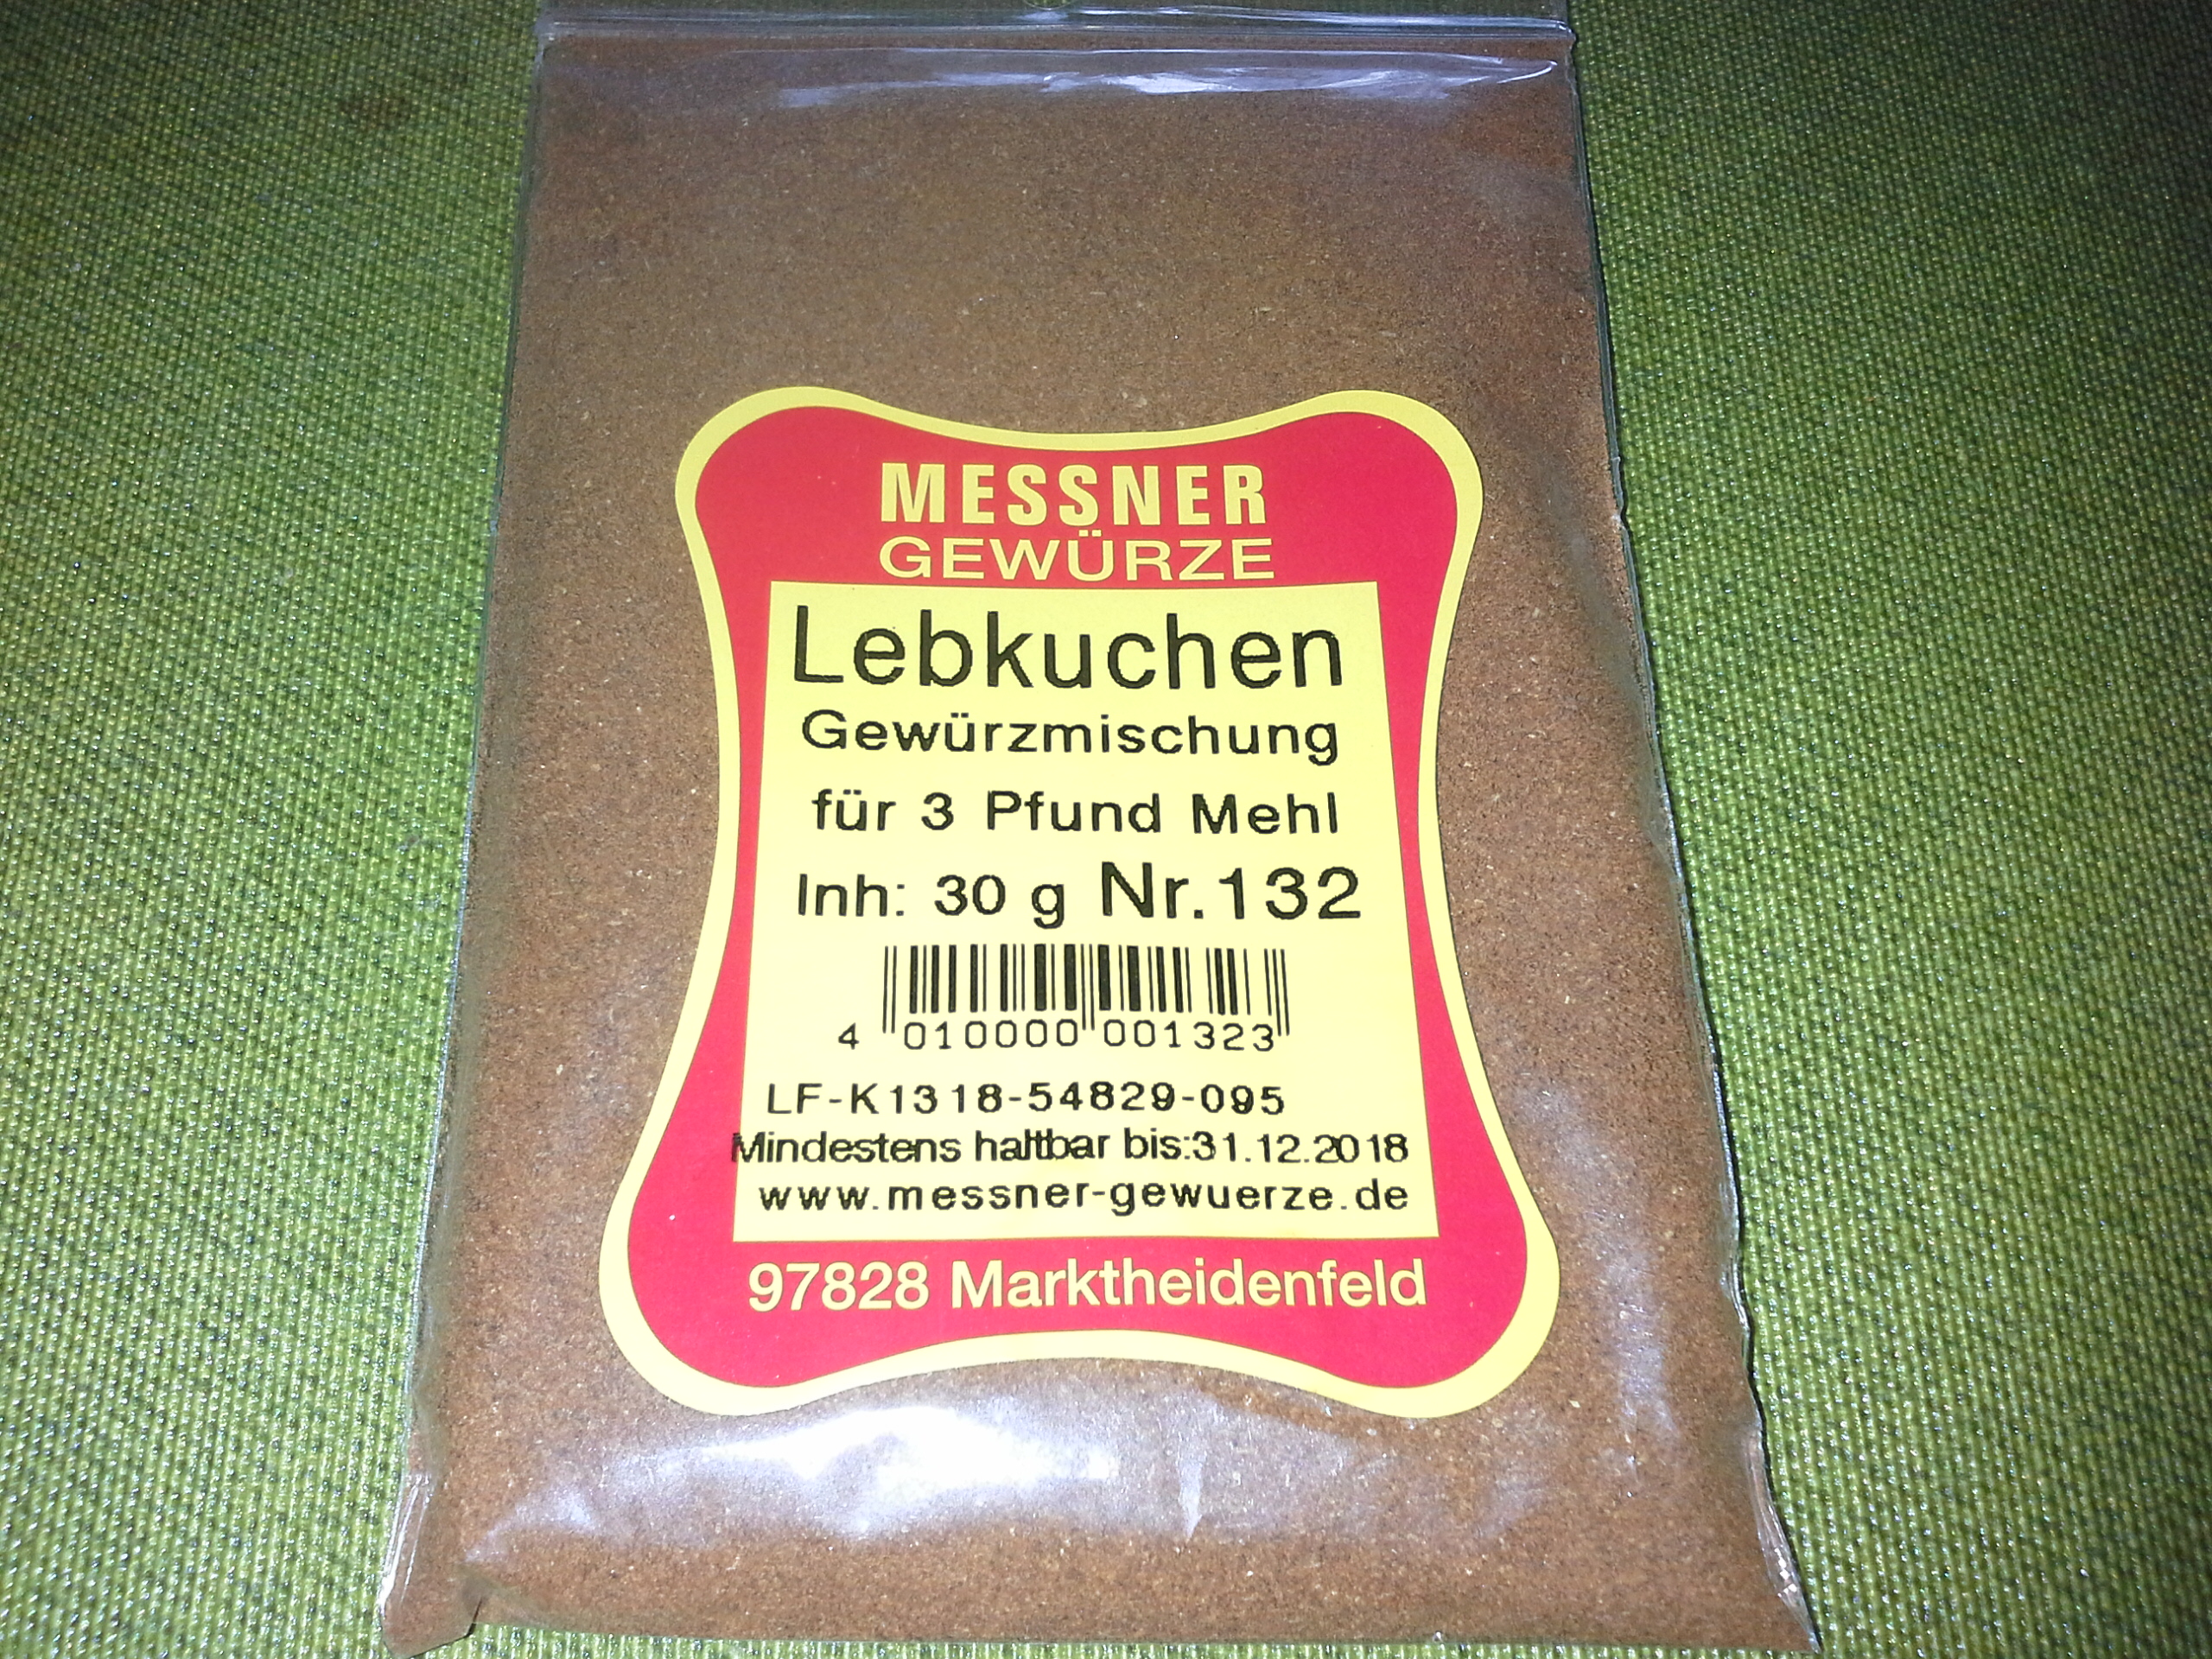 MESSNER
GEWÜRZE
Lebkuchen
Gewürzmischung
für 3 Pfund Mehl
Inh: 30 g Nr.132
4 010000 001323
LF-K1318-54829-095
Mindestens haltbar bis:31.12.2018
www.messner-gewuerze.de
97828 Marktheidenfeld